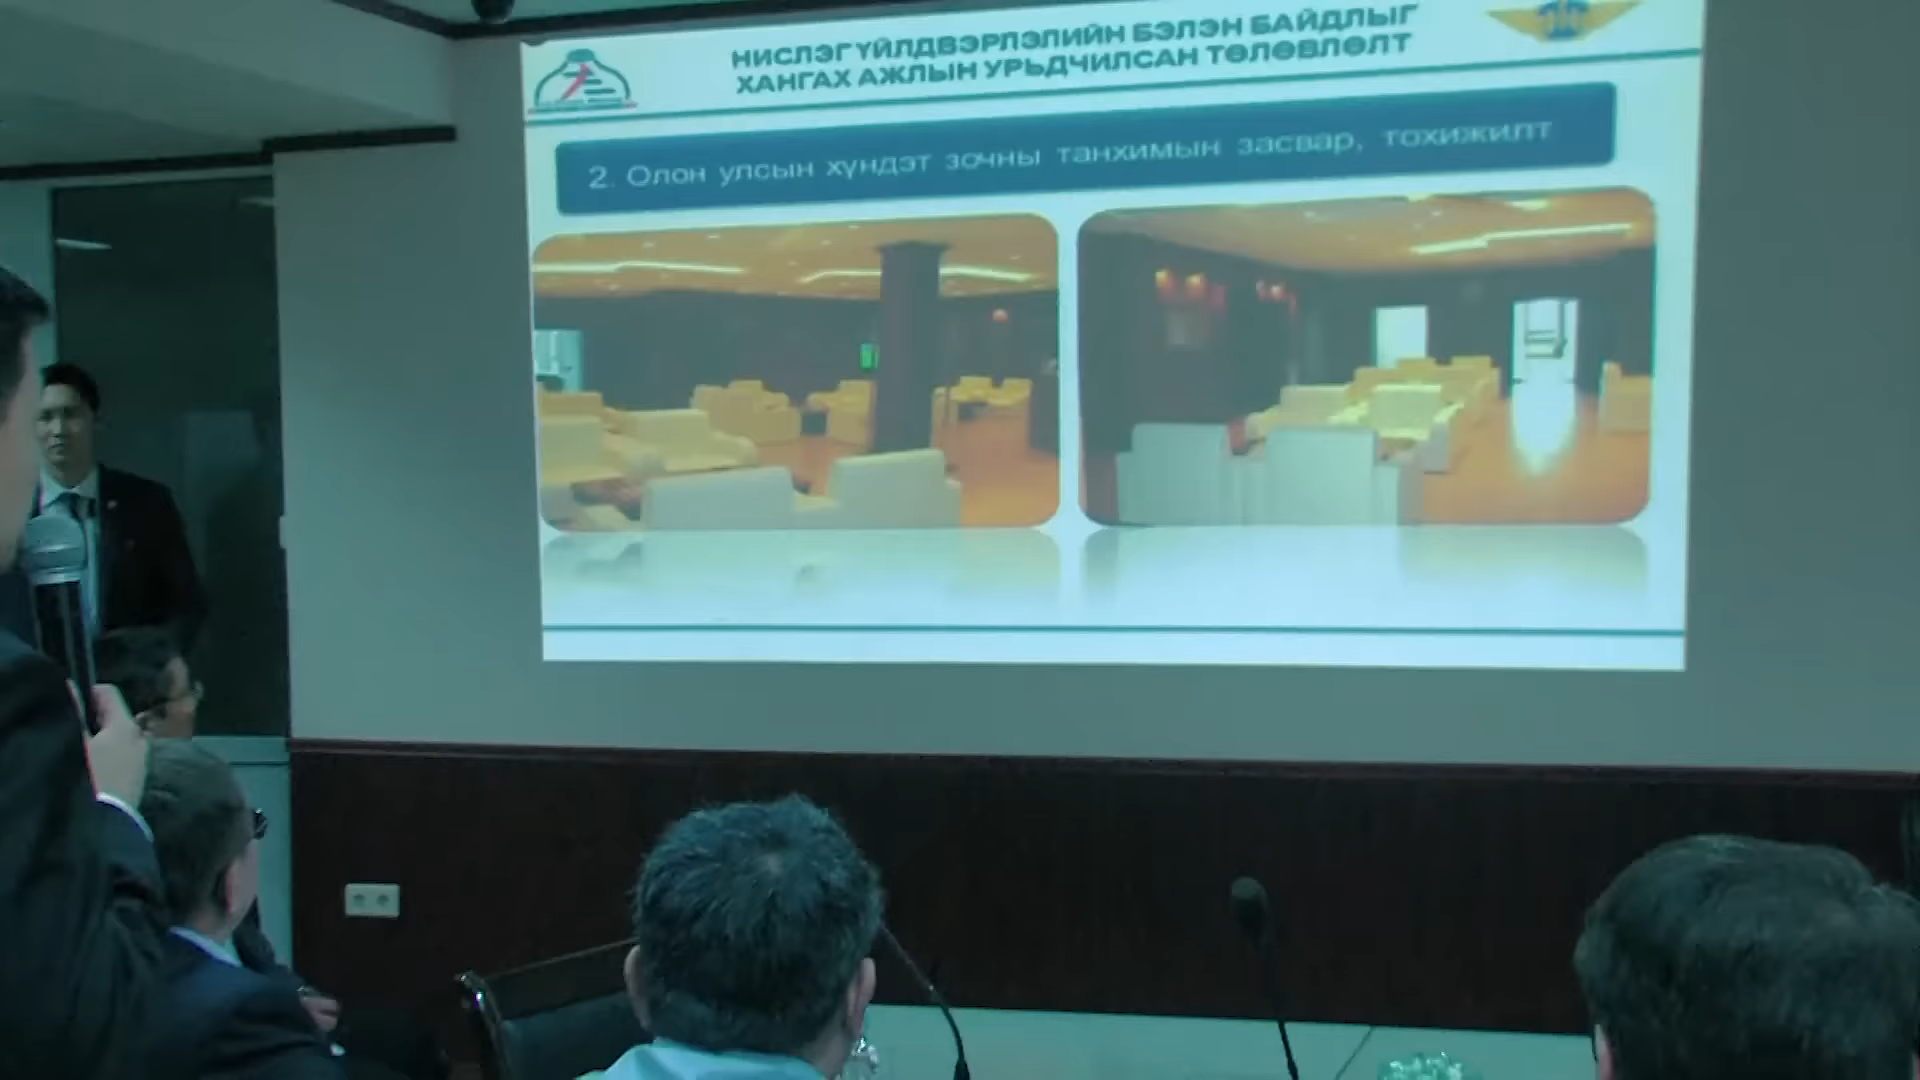 НИСЛЭГ ҮЙЛДВЭРЛЭЛИЙН БЭЛЭН БАЙДЛЫГ
ХАНГАХ АЖЛЫН УРЬДЧИЛСАН ТӨЛӨВЛӨЛТ
2. Олон улсын хүндэт зочны танхимын засвар, тохижилт